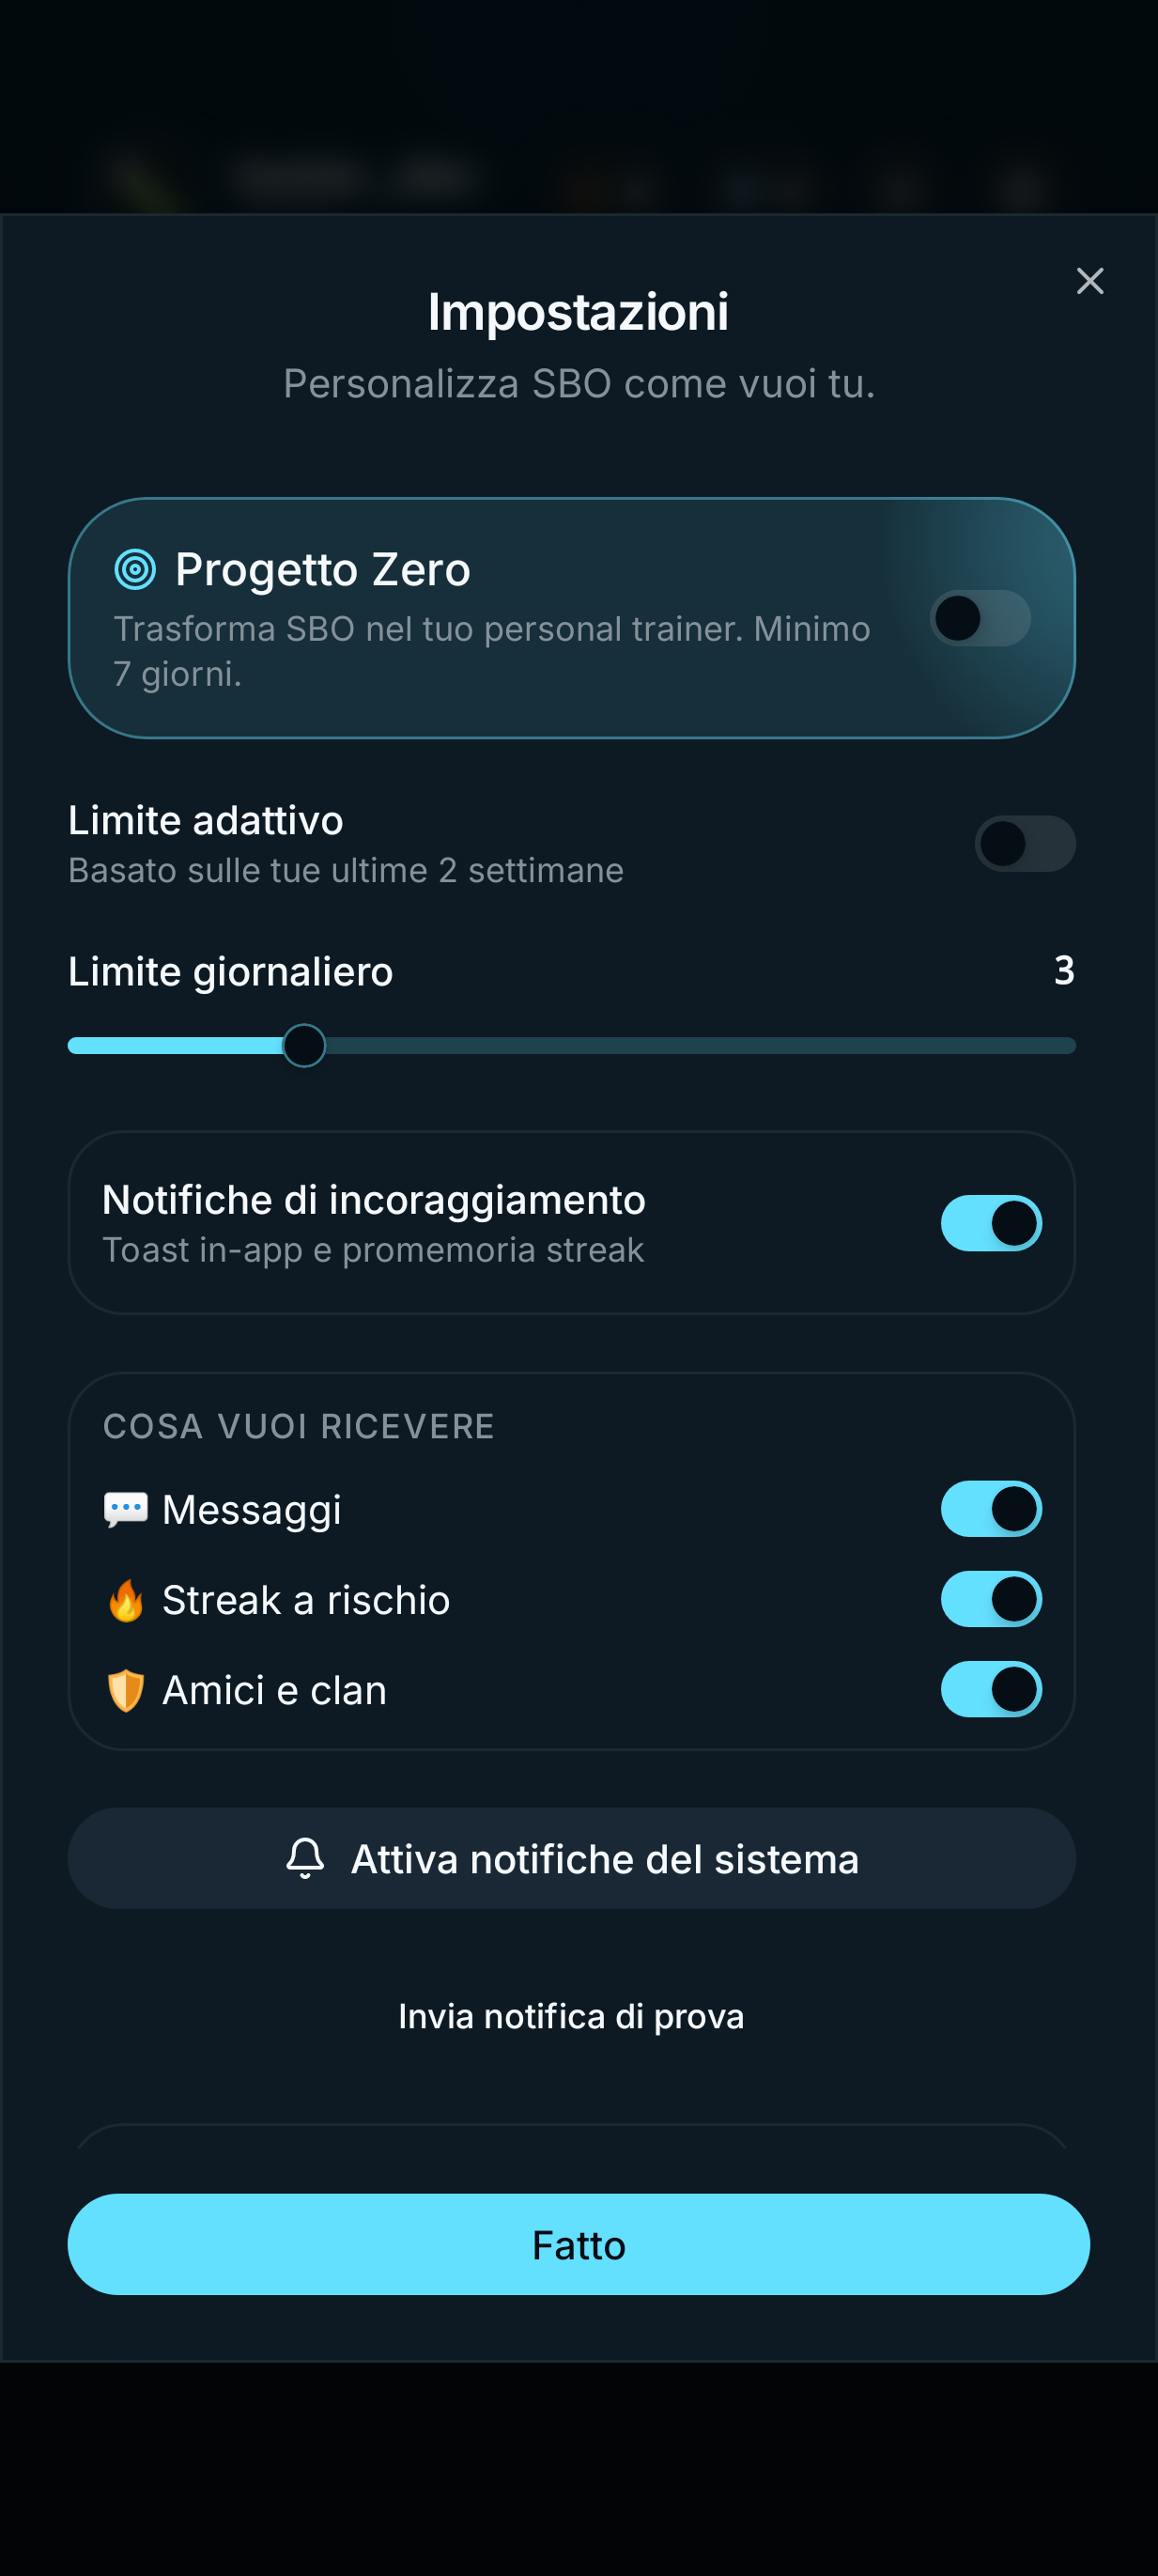 Impostazioni
Personalizza SBO come vuoi tu.
Progetto Zero
Trasforma SBO nel tuo personal trainer. Minimo
7 giorni.
Limite adattivo
Basato sulle tue ultime 2 settimane
Limite giornaliero 3
Notifiche di incoraggiamento
Toast in-app e promemoria streak
COSA VUOI RICEVERE
Messaggi
Streak a rischio
Amici e clan
Attiva notifiche del sistema
Invia notifica di prova
Fatto